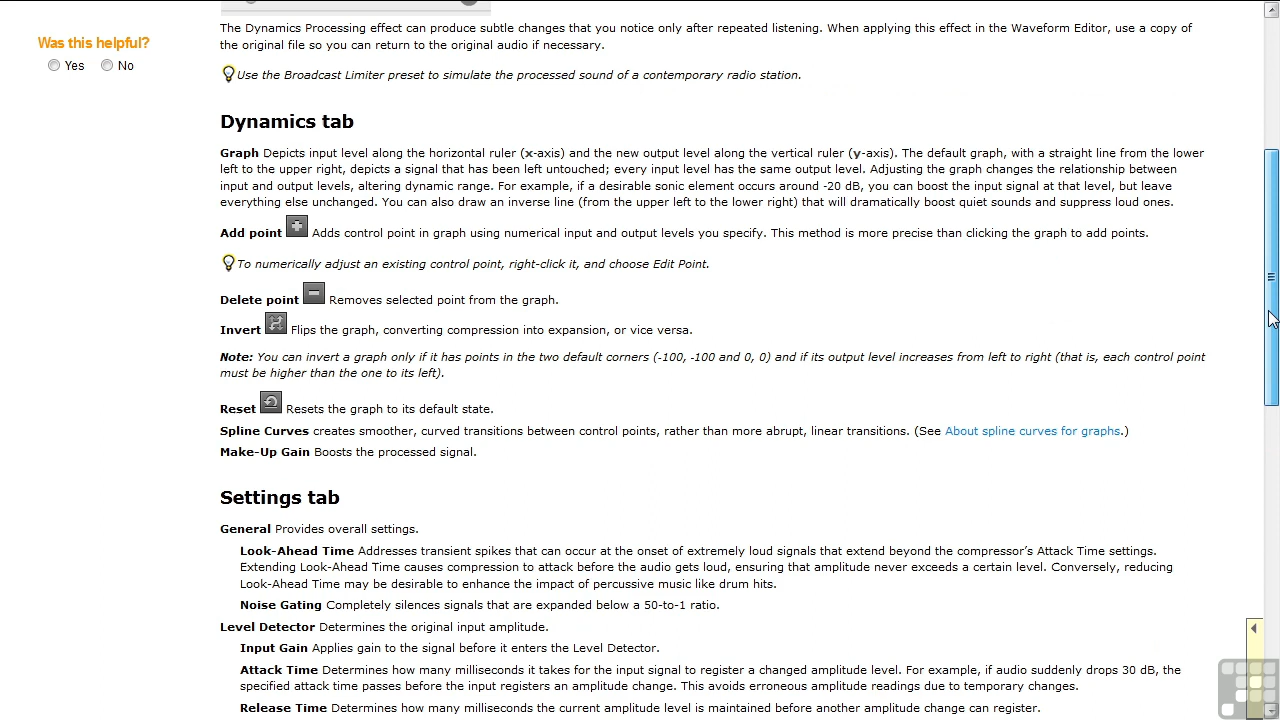 The Dynamics Processing effect can produce subtle changes that you notice only after repeated listening. When applying this effect in the Waveform Editor, use a copy of
the original file so you can return to the original audio if necessary.
Was this helpful?
Yes No
Use the Broadcast Limiter preset to simulate the processed sound of a contemporary radio station.
Dynamics tab
Graph Depicts input level along the horizontal ruler (x-axis) and the new output level along the vertical ruler (y-axis). The default graph, with a straight line from the lower
left to the upper right, depicts a signal that has been left untouched; every input level has the same output level. Adjusting the graph changes the relationship between
input and output levels, altering dynamic range. For example, if a desirable sonic element occurs around -20 dB, you can boost the input signal at that level, but leave
everything else unchanged. You can also draw an inverse line (from the upper left to the lower right) that will dramatically boost quiet sounds and suppress loud ones.
Add point Adds control point in graph using numerical input and output levels you specify. This method is more precise than clicking the graph to add points.
To numerically adjust an existing control point, right-click it, and choose Edit Point.
Delete point Removes selected point from the graph.
Invert Flips the graph, converting compression into expansion, or vice versa.
Note: You can invert a graph only if it has points in the two default corners (-100, -100 and 0, 0) and if its output level increases from left to right (that is, each control point
must be higher than the one to its left).
Reset Resets the graph to its default state.
Spline Curves creates smoother, curved transitions between control points, rather than more abrupt, linear transitions. (See About spline curves for graphs.)
Make-Up Gain Boosts the processed signal.
Settings tab
General Provides overall settings.
Look-Ahead Time Addresses transient spikes that can occur at the onset of extremely loud signals that extend beyond the compressor’s Attack Time settings.
Extending Look-Ahead Time causes compression to attack before the audio gets loud, ensuring that amplitude never exceeds a certain level. Conversely, reducing
Look-Ahead Time may be desirable to enhance the impact of percussive music like drum hits.
Noise Gating Completely silences signals that are expanded below a 50-to-1 ratio.
Level Detector Determines the original input amplitude.
Input Gain Applies gain to the signal before it enters the Level Detector.
Attack Time Determines how many milliseconds it takes for the input signal to register a changed amplitude level. For example, if audio suddenly drops 30 dB, the
specified attack time passes before the input registers an amplitude change. This avoids erroneous amplitude readings due to temporary changes.
Release Time Determines how many milliseconds the current amplitude level is maintained before another amplitude change can register.